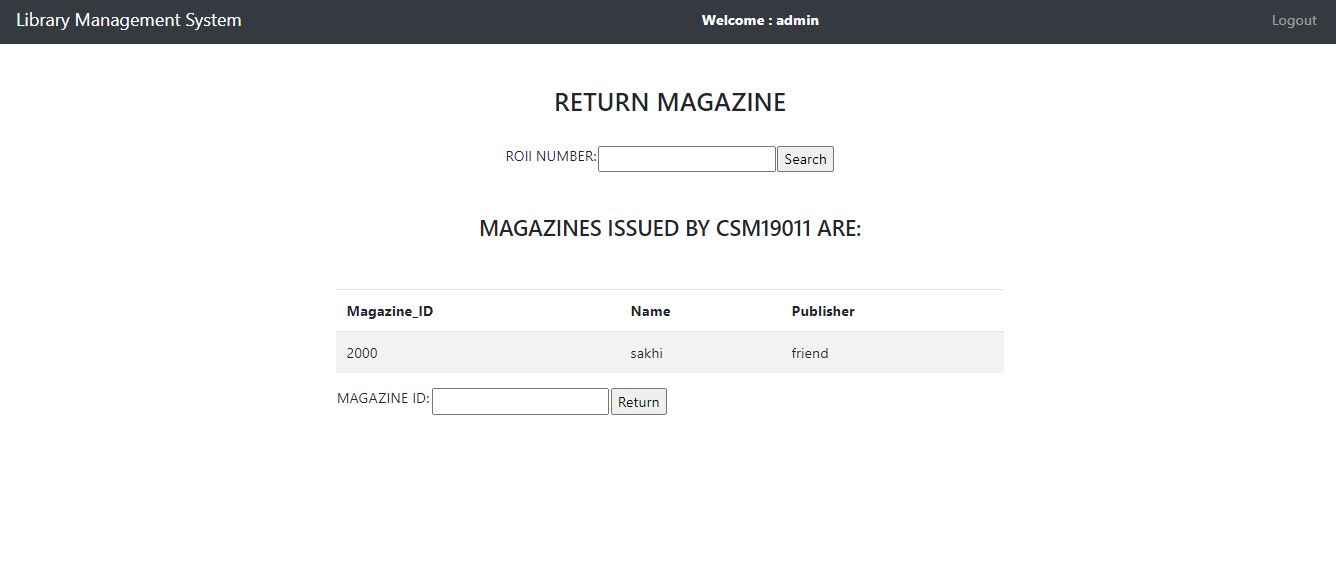 Library Management System Welcome : admin Logout
RETURN MAGAZINE
ROII NUMBER: Search
MAGAZINES ISSUED BY CSM19011 ARE:
Magazine_ID Name Publisher
2000 sakhi friend
MAGAZINE ID: Return